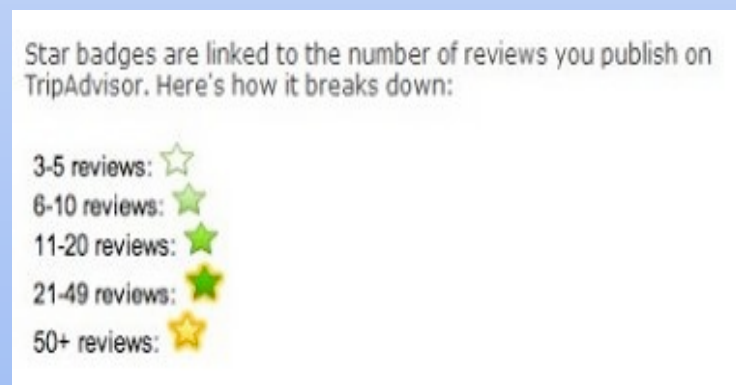 Star badges are linked to the number of reviews you publish on
TripAdvisor. Here's how it breaks down:
3-5 reviews:
6-10 reviews:
11-20 reviews:
21-49 reviews:
50+ reviews: